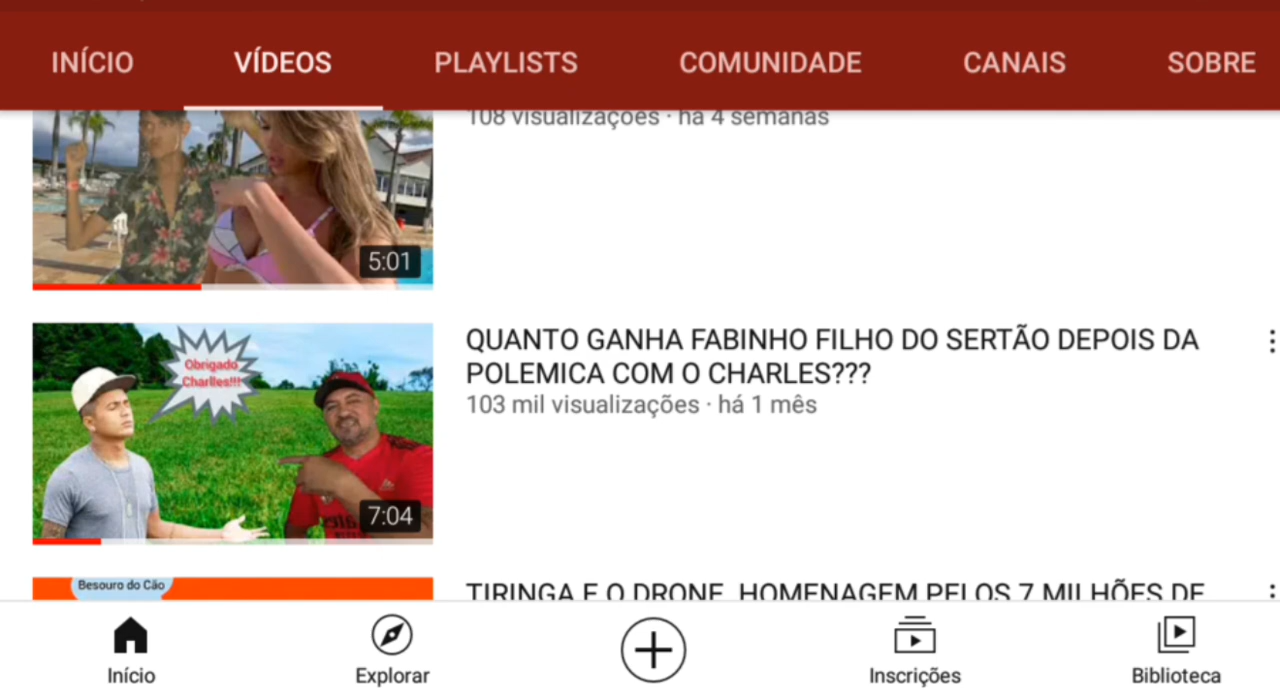 INÍCIO VÍDEOS PLAYLISTS COMUNIDADE CANAIS SOBRE
108 visualizações · há 4 semanas
5:01
QUANTO GANHA FABINHO FILHO DO SERTÃO DEPOIS DA
POLEMICA COM O CHARLES???
103 mil visualizações · há 1 mês
Obrigado
Charlles!!!
7:04
Besouro do Cão
TIRINGA E O DRONE, HOMENAGEM PELOS 7 MILHÕES DE
Início Explorar Inscrições Biblioteca